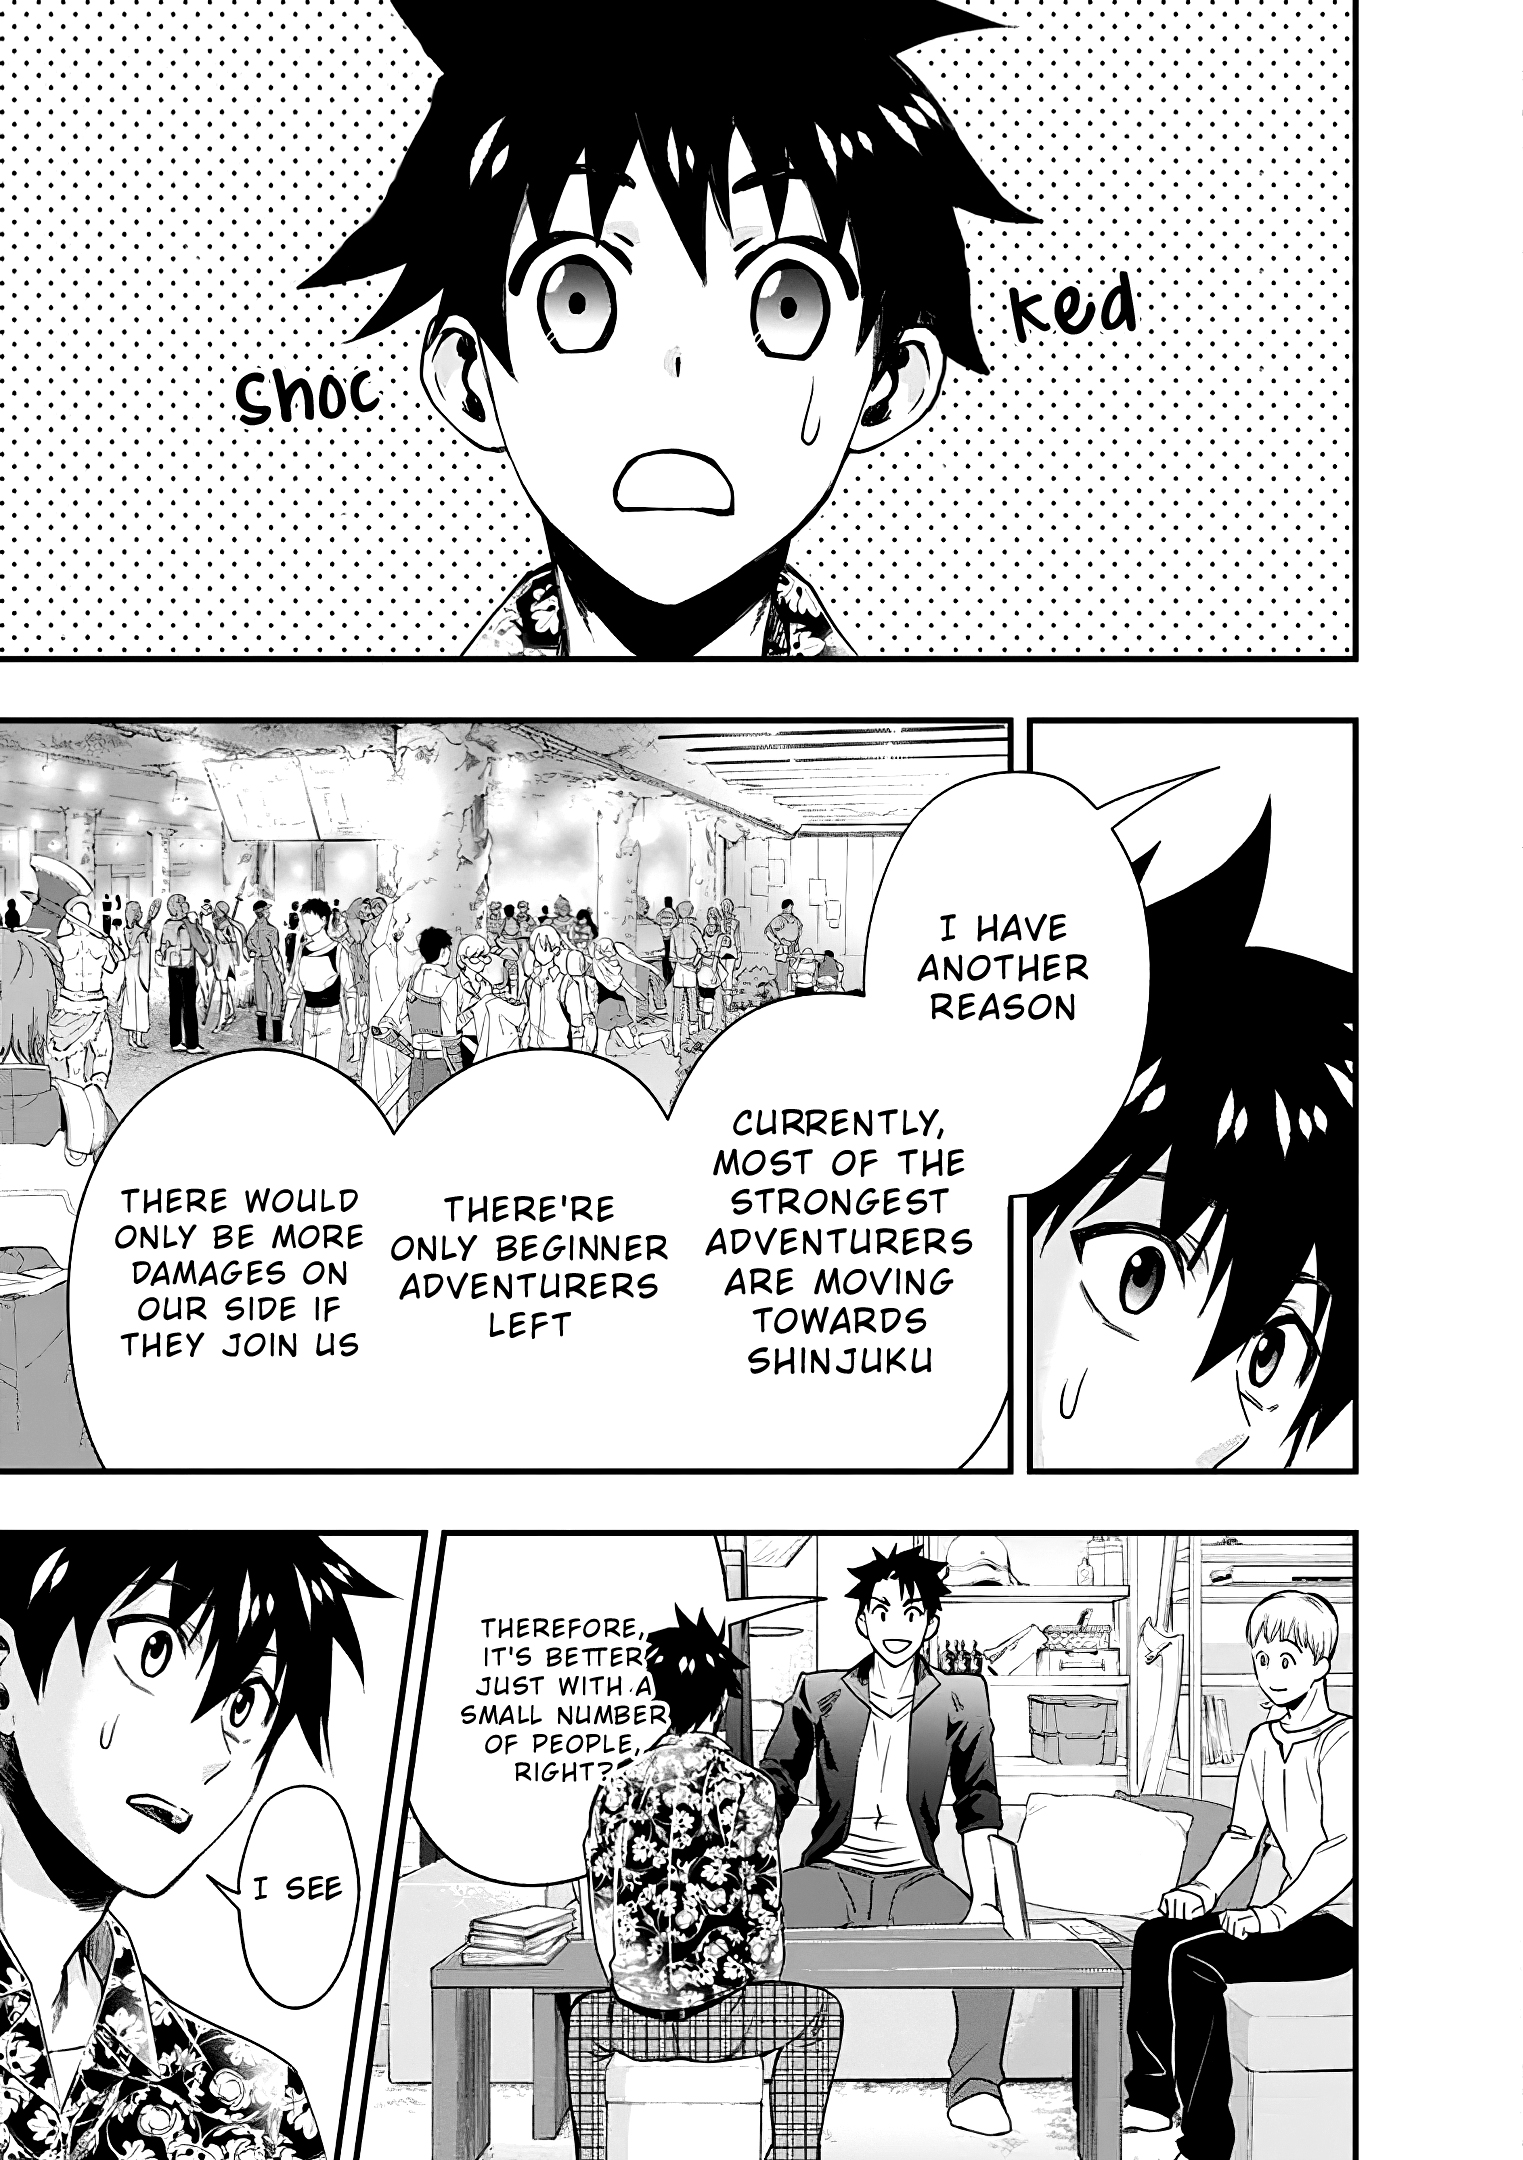 SHOC
KED
I HAVE
ANOTHER
REASON
CURRENTLY,
MOST OF THE
STRONGEST
ADVENTURERS
ARE MOVING
TOWARDS
SHINJUKU
THERE'RE
ONLY BEGINNER
ADVENTURERS
LEFT
THERE WOULD
ONLY BE MORE
DAMAGES ON
OUR SIDE IF
THEY JOIN US
THEREFORE,
IT'S BETTER
JUST WITH A
SMALL NUMBER
OF PEOPLE,
RIGHT?
I SEE